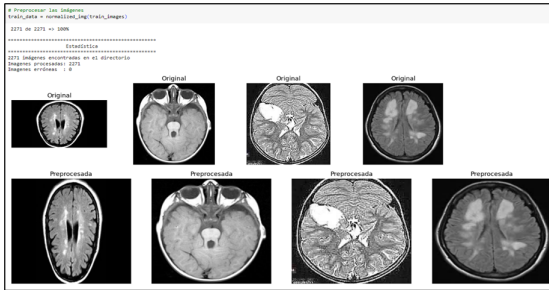 # Preprocesar las imágenes
train_data = normalized_img(train_images)
2271 de 2271 => 100%
Estadística
2271 imágenes encontradas en el directorio
Imagenes procesadas: 2271
Imagenes erróneas : 0
Original Original Original Original
Preprocesada Preprocesada Preprocesada Preprocesada